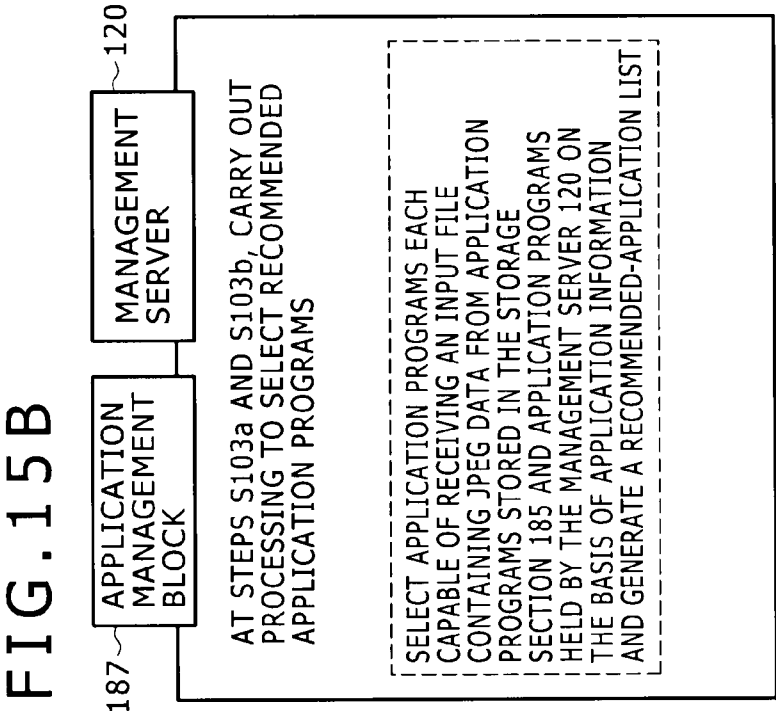 FIG.15B
187
APPLICATION
MANAGEMENT
BLOCK
MANAGEMENT
SERVER
120
AT STEPS S103a AND S103b, CARRY OUT
PROCESSING TO SELECT RECOMMENDED
APPLICATION PROGRAMS
SELECT APPLICATION PROGRAMS EACH
CAPABLE OF RECEIVING AN INPUT FILE
CONTAINING JPEG DATA FROM APPLICATION
PROGRAMS STORED IN THE STORAGE
SECTION 185 AND APPLICATION PROGRAMS
HELD BY THE MANAGEMENT SERVER 120 ON
THE BASIS OF APPLICATION INFORMATION
AND GENERATE A RECOMMENDED-APPLICATION LIST